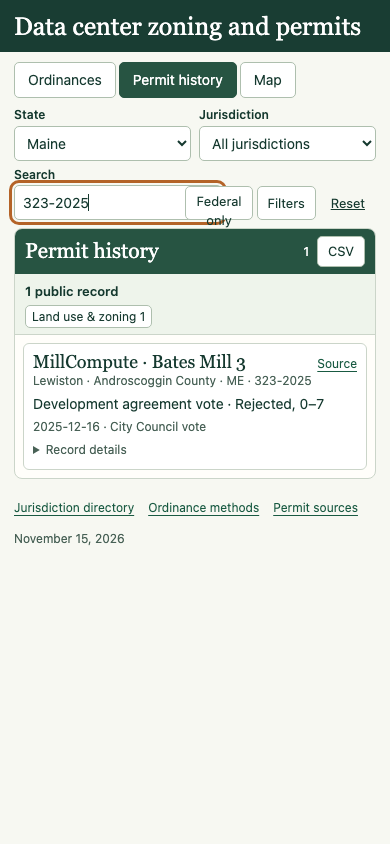 Data center zoning and permits
Ordinances Permit history Map
State Jurisdiction
Maine All jurisdictions
Search
323-2025 Federal only Filters Reset
Permit history 1 CSV
1 public record
Land use & zoning 1
MillCompute · Bates Mill 3 Source
Lewiston · Androscoggin County · ME · 323-2025
Development agreement vote · Rejected, 0–7
2025-12-16 · City Council vote
Record details
Jurisdiction directory Ordinance methods Permit sources
November 15, 2026